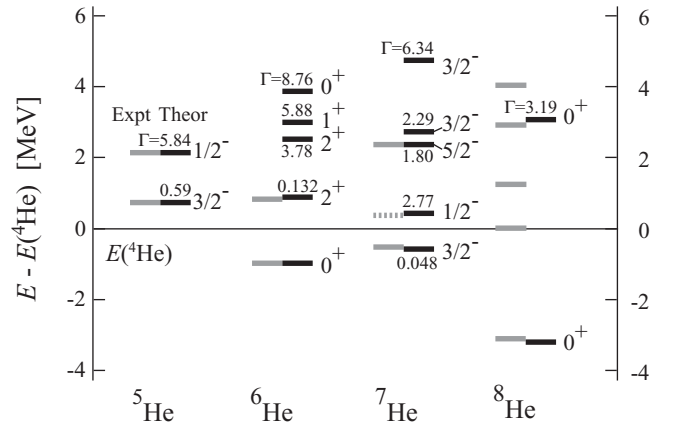 6 6
Γ=6.34
3/2⁻
Γ=8.76 0⁺
4 4
Γ=3.19 0⁺
5.88 1⁺
2.29 3/2⁻
Expt Theor
Γ=5.84 1/2⁻
2⁺
3.78
5/2⁻
1.80
2 2
0.59 3/2⁻
0.132 2⁺
2.77 1/2⁻
0 0
E(⁴He)
0⁺
3/2⁻
0.048
-2 -2
0⁺
-4 -4
E - E(⁴He) [MeV]
⁵He ⁶He ⁷He ⁸He